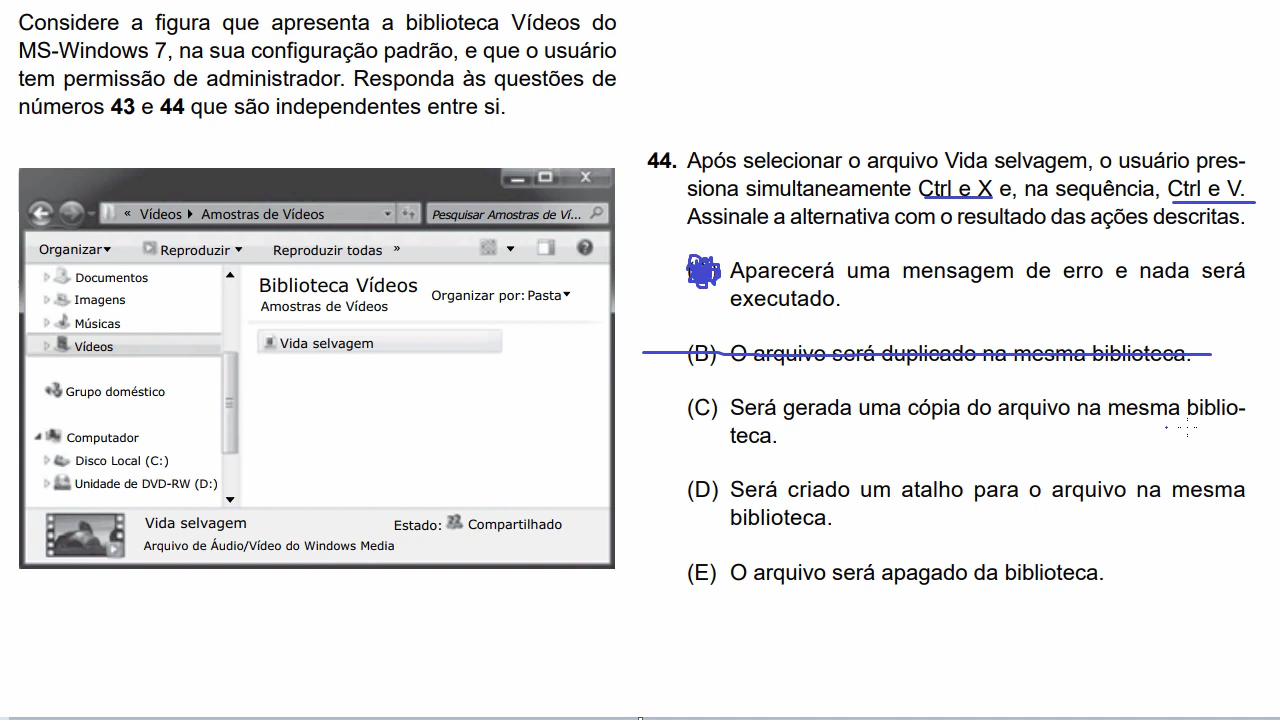 Considere a figura que apresenta a biblioteca Vídeos do
MS-Windows 7, na sua configuração padrão, e que o usuário
tem permissão de administrador. Responda às questões de
números 43 e 44 que são independentes entre si.
« Vídeos Amostras de Vídeos
Pesquisar Amostras de Ví...
Organizar
Reproduzir
Reproduzir todas
»
Documentos
Imagens
Músicas
Vídeos
Grupo doméstico
Computador
Disco Local (C:)
Unidade de DVD-RW (D:)
Biblioteca Vídeos
Amostras de Vídeos
Organizar por: Pasta
Vida selvagem
Vida selvagem
Estado: Compartilhado
Arquivo de Áudio/Vídeo do Windows Media
44. Após selecionar o arquivo Vida selvagem, o usuário pres-
siona simultaneamente Ctrl e X e, na sequência, Ctrl e V.
Assinale a alternativa com o resultado das ações descritas.
Aparecerá uma mensagem de erro e nada será
executado.
(B) O arquivo será duplicado na mesma biblioteca.
(C) Será gerada uma cópia do arquivo na mesma biblio-
teca.
(D) Será criado um atalho para o arquivo na mesma
biblioteca.
(E) O arquivo será apagado da biblioteca.